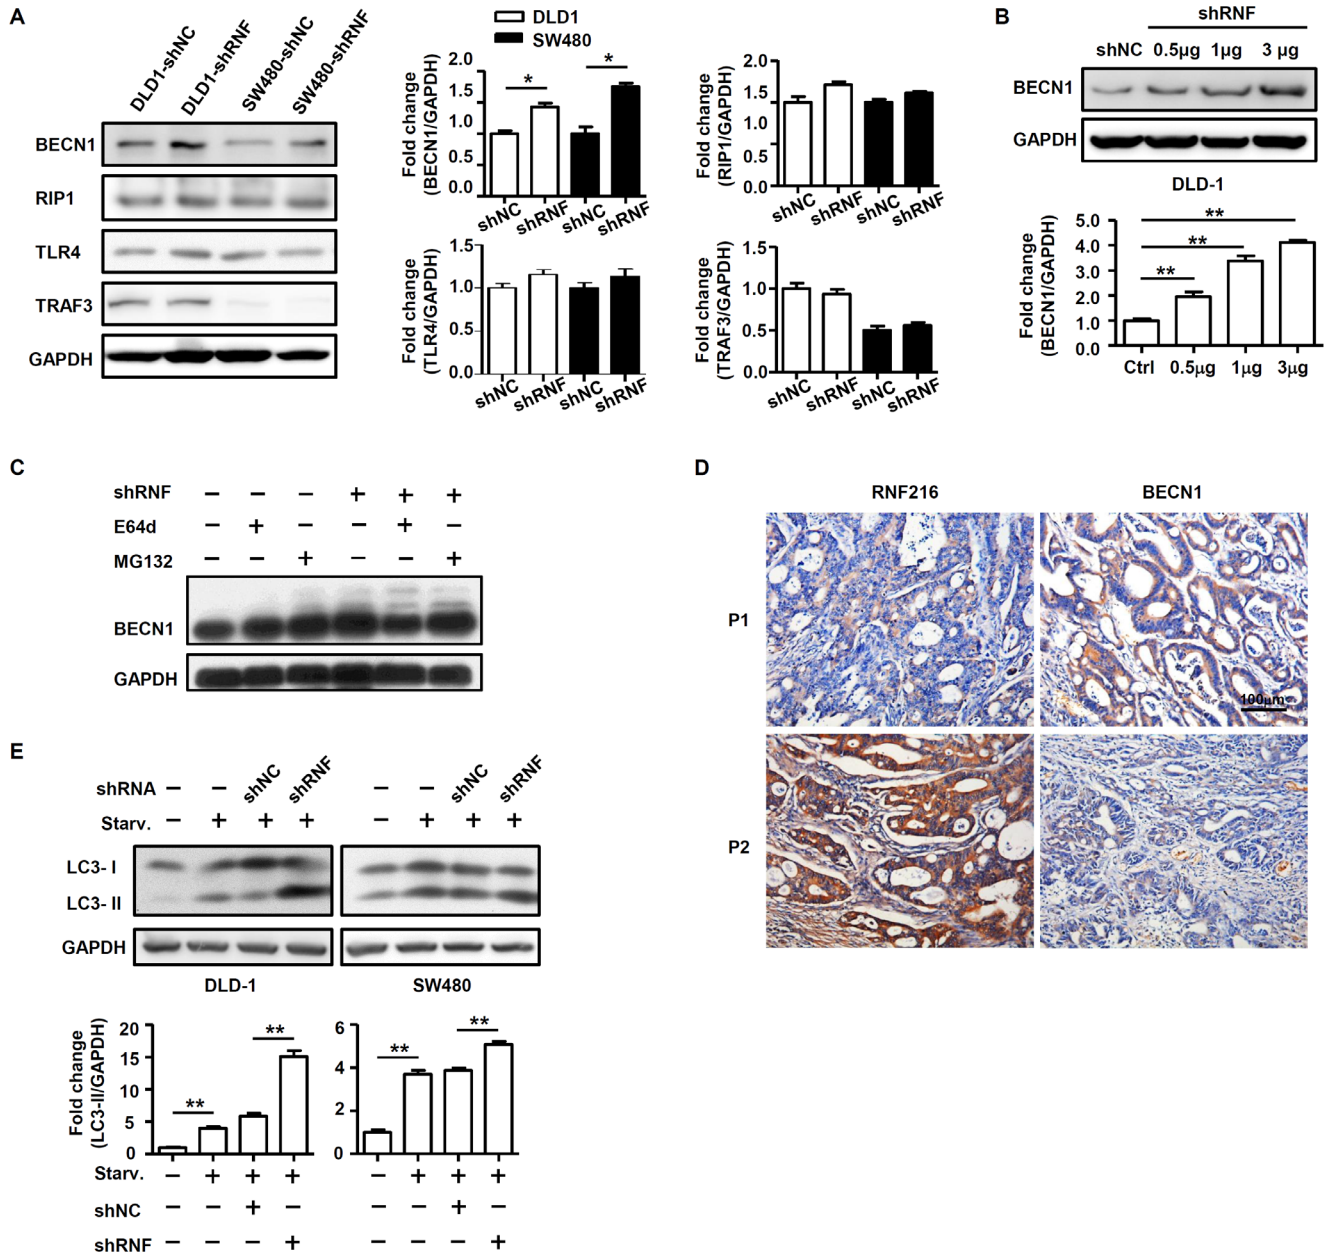 A
DLD1-shNC
DLD1-shRNF
SW480-shNC
SW480-shRNF
BECN1
RIP1
TLR4
TRAF3
GAPDH
DLD1
SW480
Fold change
(BECN1/GAPDH)
2.0
1.5
1.0
0.5
0.0
* *
shNC shRNF shNC shRNF
Fold change
(RIP1/GAPDH)
2.0
1.5
1.0
0.5
0.0
shNC shRNF shNC shRNF
Fold change
(TLR4/GAPDH)
1.5
1.0
0.5
0.0
shNC shRNF shNC shRNF
Fold change
(TRAF3/GAPDH)
1.5
1.0
0.5
0.0
shNC shRNF shNC shRNF
B
shRNF
shNC 0.5µg 1µg 3 µg
BECN1
GAPDH
DLD-1
Fold change
(BECN1/GAPDH)
5.0
4.0
3.0
2.0
1.0
0.0
**
**
**
Ctrl 0.5µg 1µg 3µg
C
shRNF – – – + + +
E64d – + – – + –
MG132 – – + – – +
BECN1
GAPDH
D
RNF216 BECN1
P1
100µm
P2
E
shRNA – – shNC shRNF – – shNC shRNF
Starv. – + + + – + + +
LC3- I
LC3- II
GAPDH
DLD-1 SW480
Fold change
(LC3-II/GAPDH)
20
15
10
5
0
** **
6
4
2
0
** **
Starv. – + + + – + + +
shNC – – + – – – + –
shRNF – – – + – – – +